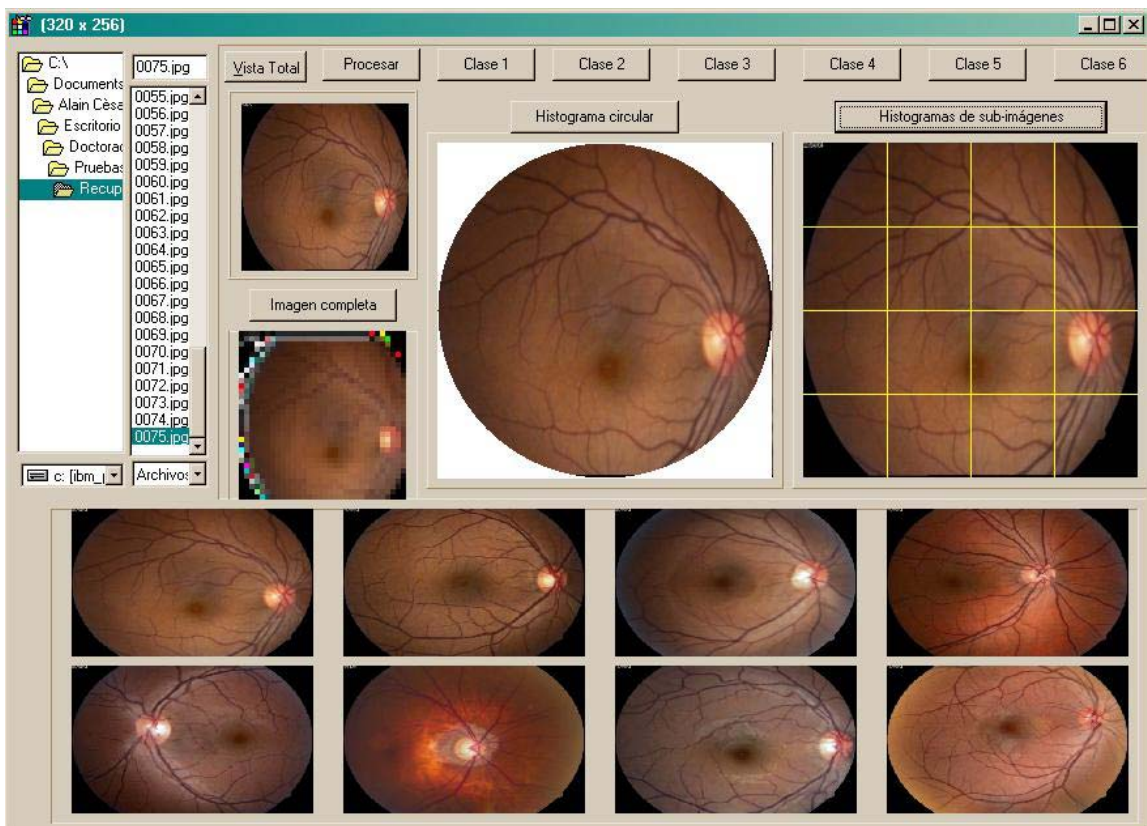 (320 x 256)
C:\
Documents
Alain Cèsa
Escritorio
Doctorad
Pruebas
Recup
0075.jpg
0055.jpg
0056.jpg
0057.jpg
0058.jpg
0059.jpg
0060.jpg
0061.jpg
0062.jpg
0063.jpg
0064.jpg
0065.jpg
0066.jpg
0067.jpg
0068.jpg
0069.jpg
0070.jpg
0071.jpg
0072.jpg
0073.jpg
0074.jpg
0075.jpg
c: [ibm_
Archivos
Vista Total
Procesar
Clase 1
Clase 2
Clase 3
Clase 4
Clase 5
Clase 6
Histograma circular
Histogramas de sub-imágenes
Imagen completa